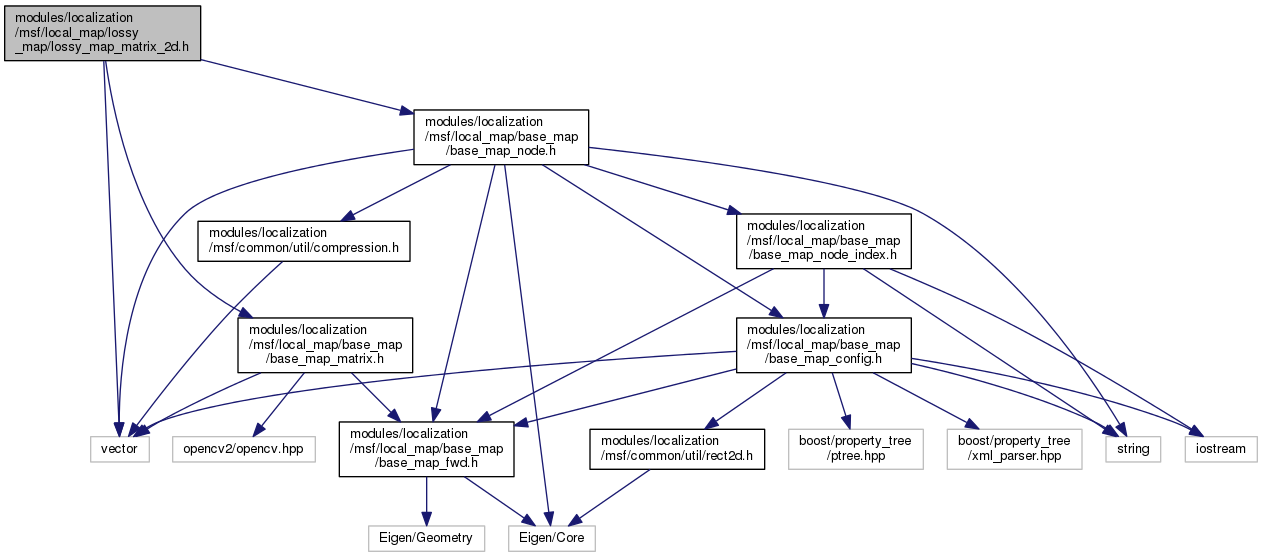 modules/localization
/msf/local_map/lossy
_map/lossy_map_matrix_2d.h
modules/localization
/msf/local_map/base_map
/base_map_node.h
modules/localization
/msf/common/util/compression.h
modules/localization
/msf/local_map/base_map
/base_map_node_index.h
modules/localization
/msf/local_map/base_map
/base_map_matrix.h
modules/localization
/msf/local_map/base_map
/base_map_config.h
vector
opencv2/opencv.hpp
modules/localization
/msf/local_map/base_map
/base_map_fwd.h
modules/localization
/msf/common/util/rect2d.h
boost/property_tree
/ptree.hpp
boost/property_tree
/xml_parser.hpp
string
iostream
Eigen/Geometry
Eigen/Core